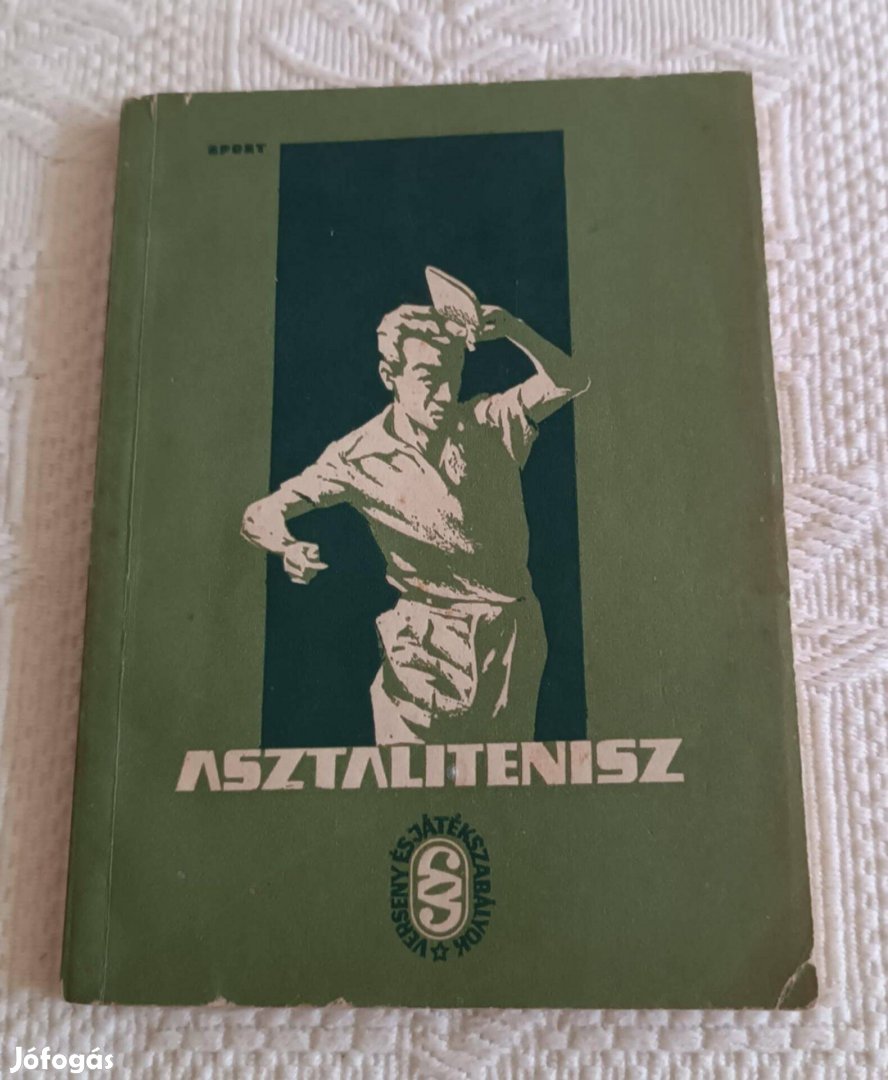 SPORT
ASZTALITENISZ
VERSENY ÉS JÁTÉKSZABÁLYOK
Jófogás